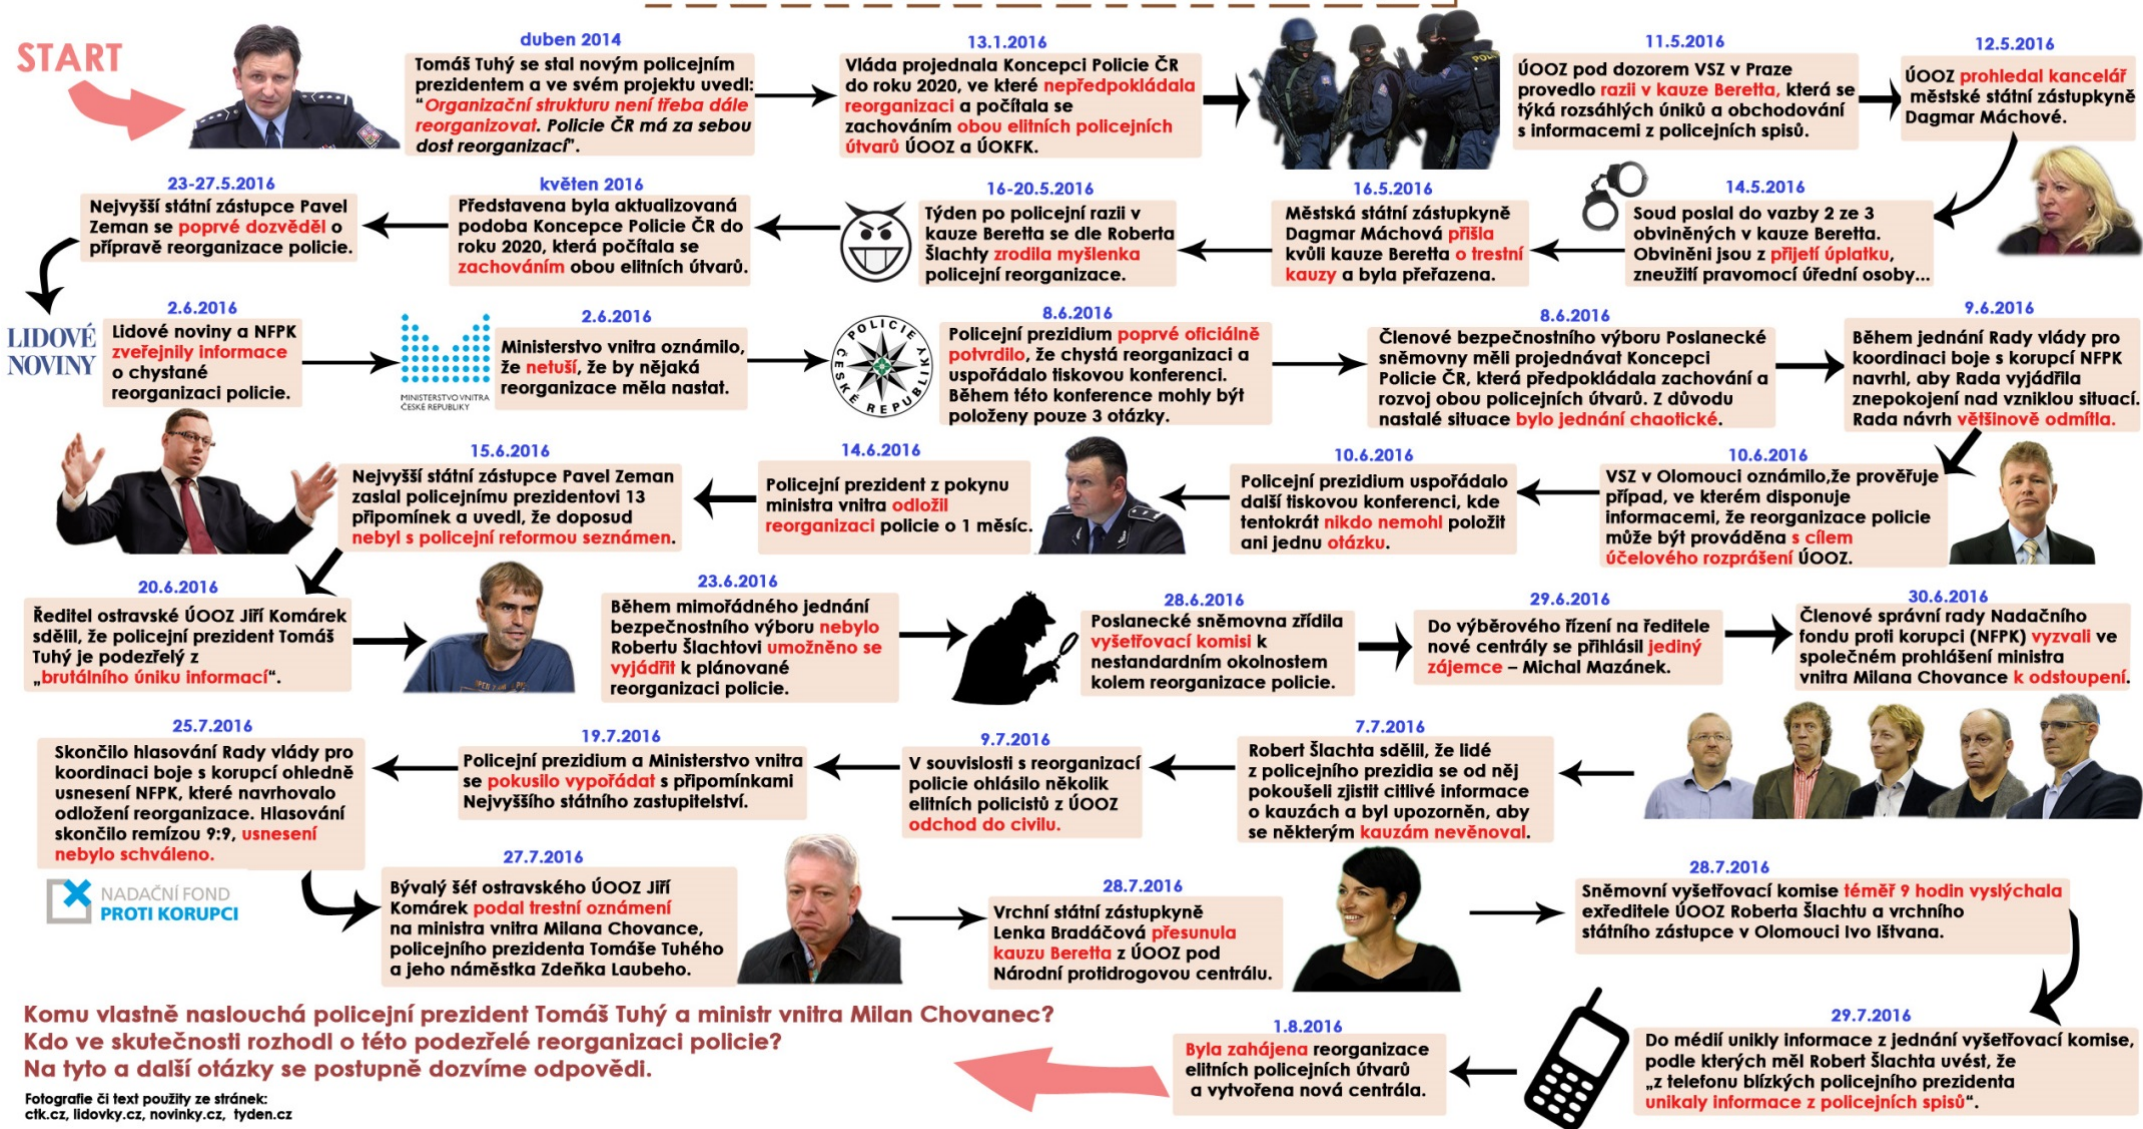 START
duben 2014
Tomáš Tuhý se stal novým policejním
prezidentem a ve svém projektu uvedl:
"Organizační strukturu není třeba dále
reorganizovat. Policie ČR má za sebou
dost reorganizací".
13.1.2016
Vláda projednala Koncepci Policie ČR
do roku 2020, ve které nepředpokládala
reorganizaci a počítala se
zachováním obou elitních policejních
útvarů ÚOOZ a ÚOKFK.
11.5.2016
ÚOOZ pod dozorem VSZ v Praze
provedlo razii v kauze Beretta, která se
týká rozsáhlých úniků a obchodování
s informacemi z policejních spisů.
12.5.2016
ÚOOZ prohledal kancelář
městské státní zástupkyně
Dagmar Máchové.
14.5.2016
Soud poslal do vazby 2 ze 3
obviněných v kauze Beretta.
Obviněni jsou z přijetí úplatku,
zneužití pravomocí úřední osoby...
16.5.2016
Městská státní zástupkyně
Dagmar Máchová přišla
kvůli kauze Beretta o trestní
kauzy a byla přeřazena.
16-20.5.2016
Týden po policejní razii v
kauze Beretta se dle Roberta
Šlachty zrodila myšlenka
policejní reorganizace.
květen 2016
Představena byla aktualizovaná
podoba Koncepce Policie ČR do
roku 2020, která počítala se
zachováním obou elitních útvarů.
23-27.5.2016
Nejvyšší státní zástupce Pavel
Zeman se poprvé dozvěděl o
přípravě reorganizace policie.
LIDOVÉ
NOVINY
2.6.2016
Lidové noviny a NFPK
zveřejnily informace
o chystané
reorganizaci policie.
MINISTERSTVO VNITRA
ČESKÉ REPUBLIKY
2.6.2016
Ministerstvo vnitra oznámilo,
že netuší, že by nějaká
reorganizace měla nastat.
POLICIE
ČESKÉ REPUBLIKY
8.6.2016
Policejní prezidium poprvé oficiálně
potvrdilo, že chystá reorganizaci a
uspořádalo tiskovou konferenci.
Během této konference mohly být
položeny pouze 3 otázky.
8.6.2016
Členové bezpečnostního výboru Poslanecké
sněmovny měli projednávat Koncepci
Policie ČR, která předpokládala zachování a
rozvoj obou policejních útvarů. Z důvodu
nastalé situace bylo jednání chaotické.
9.6.2016
Během jednání Rady vlády pro
koordinaci boje s korupcí NFPK
navrhl, aby Rada vyjádřila
znepokojení nad vzniklou situací.
Rada návrh většinově odmítla.
10.6.2016
VSZ v Olomouci oznámilo,že prověřuje
případ, ve kterém disponuje
informacemi, že reorganizace policie
může být prováděna s cílem
účelového rozprášení ÚOOZ.
10.6.2016
Policejní prezidium uspořádalo
další tiskovou konferenci, kde
tentokrát nikdo nemohl položit
ani jednu otázku.
14.6.2016
Policejní prezident z pokynu
ministra vnitra odložil
reorganizaci policie o 1 měsíc.
15.6.2016
Nejvyšší státní zástupce Pavel Zeman
zaslal policejnímu prezidentovi 13
připomínek a uvedl, že doposud
nebyl s policejní reformou seznámen.
20.6.2016
Ředitel ostravské ÚOOZ Jiří Komárek
sdělil, že policejní prezident Tomáš
Tuhý je podezřelý z
„brutálního úniku informací“.
23.6.2016
Během mimořádného jednání
bezpečnostního výboru nebylo
Robertu Šlachtovi umožněno se
vyjádřit k plánované
reorganizaci policie.
28.6.2016
Poslanecké sněmovna zřídila
vyšetřovací komisi k
nestandardním okolnostem
kolem reorganizace policie.
29.6.2016
Do výběrového řízení na ředitele
nové centrály se přihlásil jediný
zájemce – Michal Mazánek.
30.6.2016
Členové správní rady Nadačního
fondu proti korupci (NFPK) vyzvali ve
společném prohlášení ministra
vnitra Milana Chovance k odstoupení.
7.7.2016
Robert Šlachta sdělil, že lidé
z policejního prezidia se od něj
pokoušeli zjistit citlivé informace
o kauzách a byl upozorněn, aby
se některým kauzám nevěnoval.
9.7.2016
V souvislosti s reorganizací
policie ohlásilo několik
elitních policistů z ÚOOZ
odchod do civilu.
19.7.2016
Policejní prezidium a Ministerstvo vnitra
se pokusilo vypořádat s připomínkami
Nejvyššího státního zastupitelství.
25.7.2016
Skončilo hlasování Rady vlády pro
koordinaci boje s korupcí ohledně
usnesení NFPK, které navrhovalo
odložení reorganizace. Hlasování
skončilo remízou 9:9, usnesení
nebylo schváleno.
NADAČNÍ FOND
PROTI KORUPCI
27.7.2016
Bývalý šéf ostravského ÚOOZ Jiří
Komárek podal trestní oznámení
na ministra vnitra Milana Chovance,
policejního prezidenta Tomáše Tuhého
a jeho náměstka Zdeňka Laubeho.
28.7.2016
Vrchní státní zástupkyně
Lenka Bradáčová přesunula
kauzu Beretta z ÚOOZ pod
Národní protidrogovou centrálu.
28.7.2016
Sněmovní vyšetřovací komise téměř 9 hodin vyslýchala
exředitele ÚOOZ Roberta Šlachtu a vrchního
státního zástupce v Olomouci Ivo Ištvana.
29.7.2016
Do médií unikly informace z jednání vyšetřovací komise,
podle kterých měl Robert Šlachta uvést, že
„z telefonu blízkých policejního prezidenta
unikaly informace z policejních spisů“.
1.8.2016
Byla zahájena reorganizace
elitních policejních útvarů
a vytvořena nová centrála.
Komu vlastně naslouchá policejní prezident Tomáš Tuhý a ministr vnitra Milan Chovanec?
Kdo ve skutečnosti rozhodl o této podezřelé reorganizaci policie?
Na tyto a další otázky se postupně dozvíme odpovědi.
Fotografie či text použity ze stránek:
ctk.cz, lidovky.cz, novinky.cz, tyden.cz